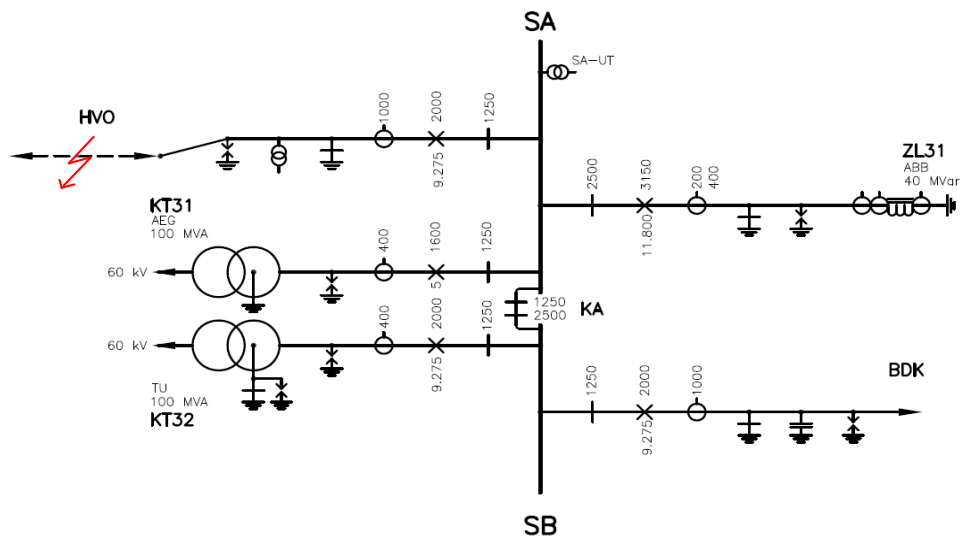 SA
SA-UT
HVO
1000
2000
9.275
1250
ZL31
ABB
40 MVar
2500
3150
11.800
200
400
KT31
AEG
100 MVA
60 kV
400
1600
5
1250
1250
2500
KA
60 kV
400
2000
9.275
1250
TU
100 MVA
KT32
BDK
1250
2000
9.275
1000
SB